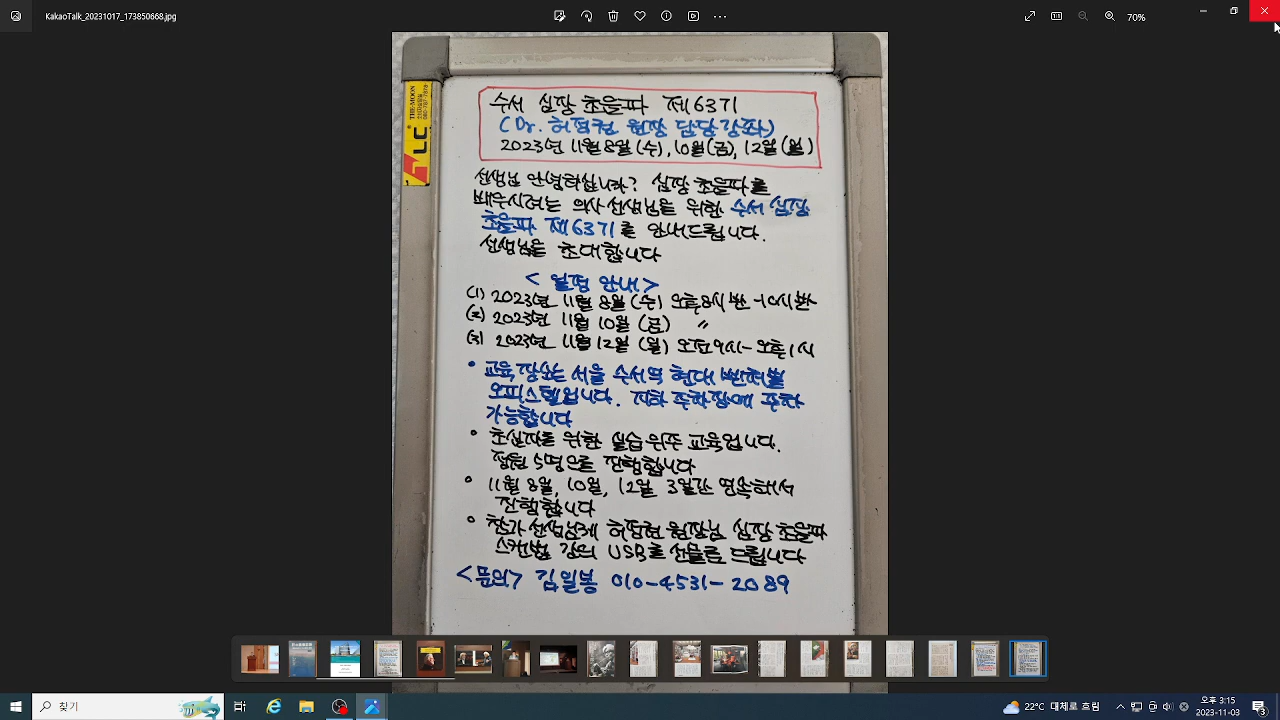 KakaoTalk_20231017_173850668.jpg
70%
THE-MOON
LC
수서 심장 초음파 제6371
(Dr. 허점권 원장 담당강좌)
2023년 11월 8일 (수), 10일(금), 12일(일)
선생님 안녕하십니까? 심장 초음파를
배우시려는 의사 선생님을 위한 수서 심장
초음파 제6371를 안내드립니다.
선생님을 초대합니다
<일정 안내>
(1) 2023년 11월 8일 (수) 오후8시 반 -10시 반
(2) 2023년 11월 10일 (금) 〃
(3) 2023년 11월 12일 (일) 오전9시- 오후1시
• 교육 장소는 서울 수서역 현대 벤처빌
오피스텔입니다. 지하 주차장에 주차
가능합니다
• 초심자를 위한 실습 위주 교육입니다.
정원 5명으로 진행합니다
• 11월 8일, 10일, 12일 3일간 연속해서
진행합니다
• 참가 선생님께 허점권 원장님 심장 초음파
스캔법 강의 USB를 선물로 드립니다
<문의> 김일봉 010-4531-2089
찾기
22°C
오후 3:15
2023-11-03